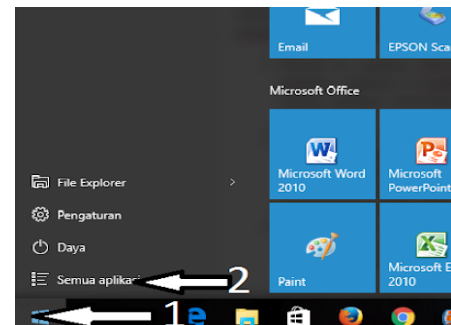 Email
EPSON Sca
Microsoft Office
Microsoft Word
2010
Microsoft
PowerPoint
File Explorer
Pengaturan
Daya
Semua aplikasi
2
Paint
Microsoft E
2010
1